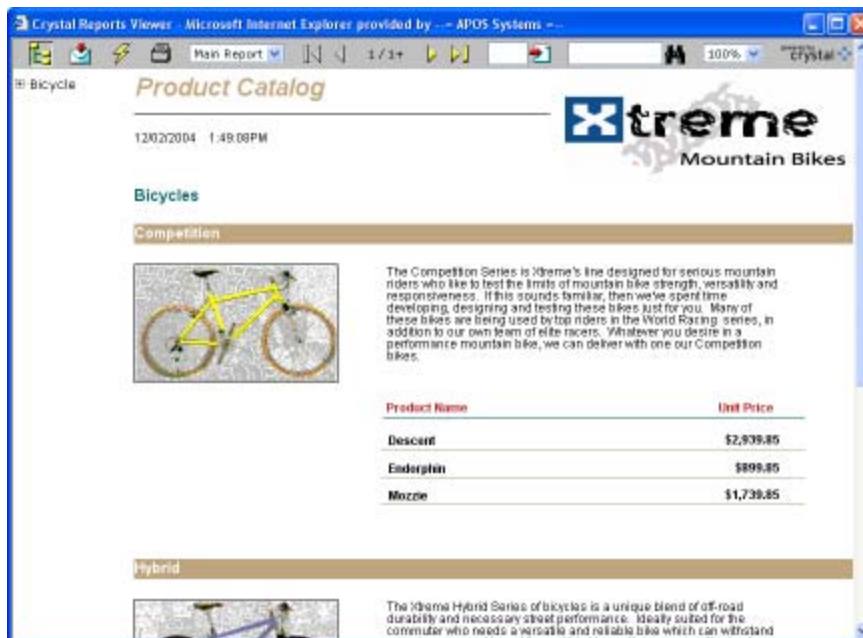 Crystal Reports Viewer - Microsoft Internet Explorer provided by --= APOS Systems =--
Main Report 1 / 1+ 100% crystal
Bicycle
Product Catalog
12/02/2004 1:49:08PM
Xtreme
Mountain Bikes
Bicycles
Competition
The Competition Series is Xtreme's line designed for serious mountain
riders who like to test the limits of mountain bike strength, versatility and
responsiveness. If this sounds familiar, then we've spent time
developing, designing and testing these bikes just for you. Many of
these bikes are being used by top riders in the World Racing series, in
addition to our own team of elite racers. Whatever you desire in a
performance mountain bike, we can deliver with one our Competition
bikes.
Product Name Unit Price
Descent $2,939.85
Endorphin $899.85
Mozzie $1,739.85
Hybrid
The Xtreme Hybrid Series of bicycles is a unique blend of off-road
durability and necessary street performance. Ideally suited for the
commuter who needs a versatile and reliable bike which can withstand